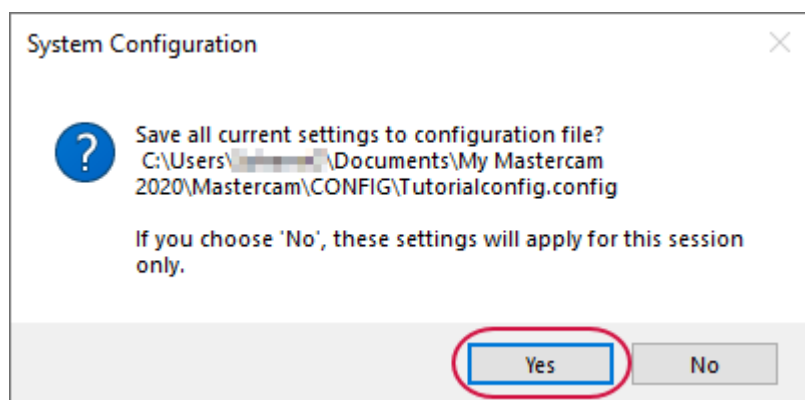 System Configuration
Save all current settings to configuration file?
C:\Users\ \Documents\My Mastercam
2020\Mastercam\CONFIG\Tutorialconfig.config
If you choose 'No', these settings will apply for this session
only.
Yes No